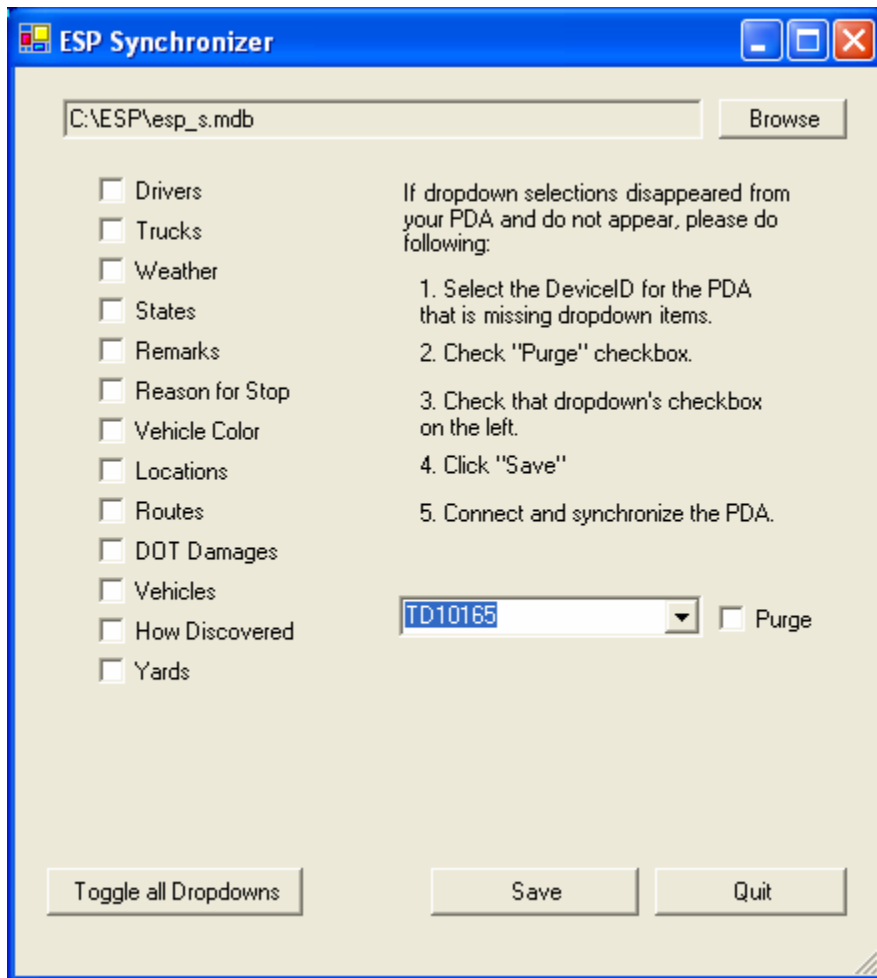 ESP Synchronizer
C:\ESP\esp_s.mdb
Browse
Drivers
Trucks
Weather
States
Remarks
Reason for Stop
Vehicle Color
Locations
Routes
DOT Damages
Vehicles
How Discovered
Yards
If dropdown selections disappeared from
your PDA and do not appear, please do
following:
1. Select the DeviceID for the PDA
that is missing dropdown items.
2. Check "Purge" checkbox.
3. Check that dropdown's checkbox
on the left.
4. Click "Save"
5. Connect and synchronize the PDA.
TD10165
Purge
Toggle all Dropdowns
Save
Quit